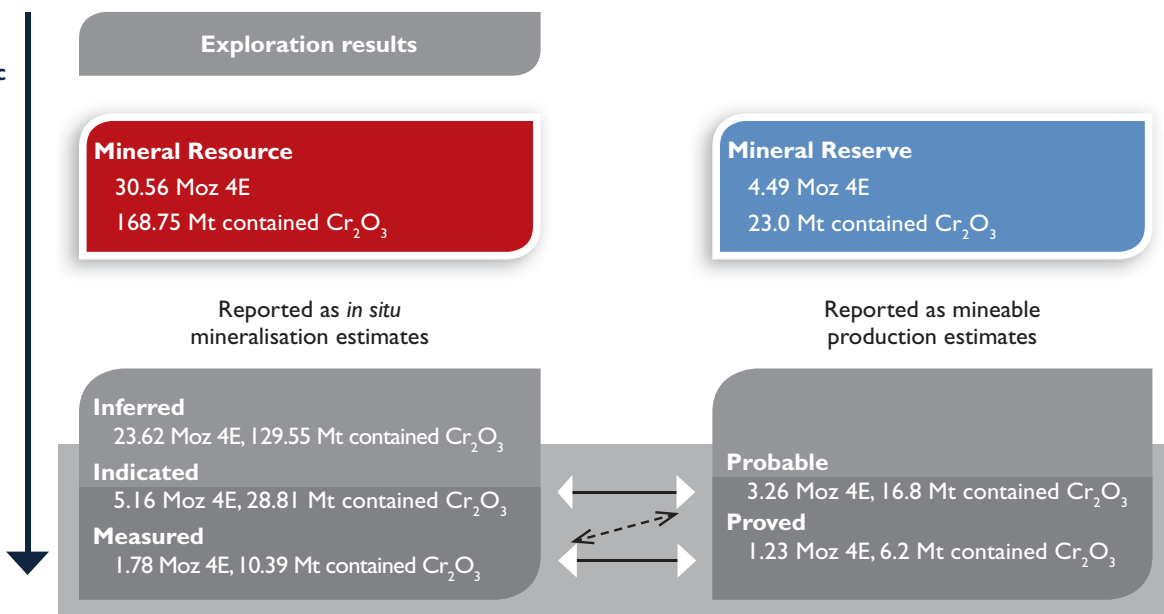 Exploration results
c
Mineral Resource
30.56 Moz 4E
168.75 Mt contained Cr₂O₃
Mineral Reserve
4.49 Moz 4E
23.0 Mt contained Cr₂O₃
Reported as in situ
mineralisation estimates
Reported as mineable
production estimates
Inferred
23.62 Moz 4E, 129.55 Mt contained Cr₂O₃
Indicated
5.16 Moz 4E, 28.81 Mt contained Cr₂O₃
Measured
1.78 Moz 4E, 10.39 Mt contained Cr₂O₃
Probable
3.26 Moz 4E, 16.8 Mt contained Cr₂O₃
Proved
1.23 Moz 4E, 6.2 Mt contained Cr₂O₃